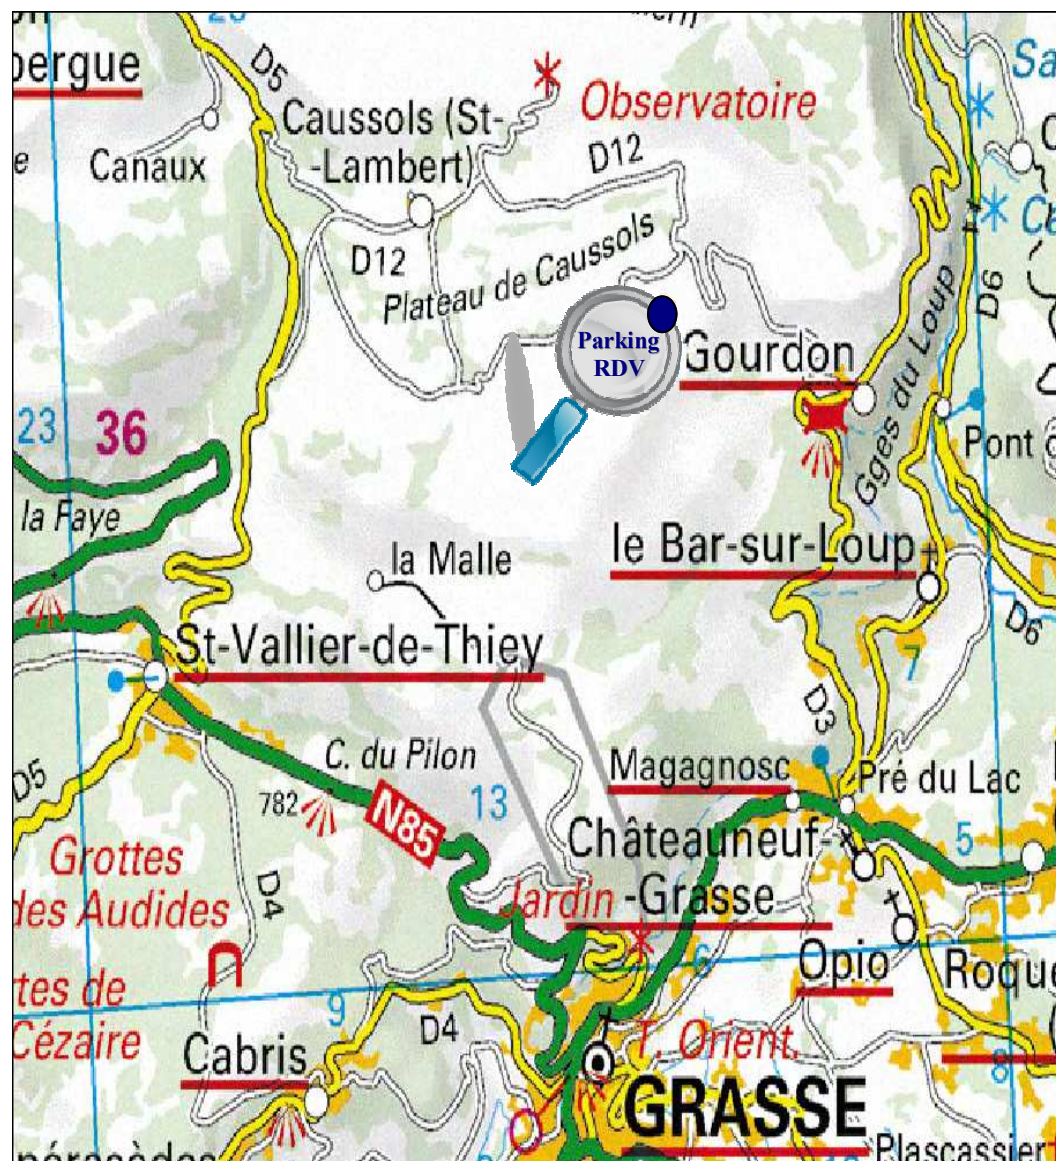 D5
Observatoire
Caussols (St-
-Lambert)
D12
Canaux
D12
Plateau de Caussols
D6
Parking
RDV
Gourdon
Gges du Loup
23
36
Pont
la Faye
la Malle
le Bar-sur-Loup
D6
St-Vallier-de-Thiey
7
D3
C. du Pilon
782
N85
13
Magagnosc
Pré du Lac
D5
Grottes
des Audides
Châteauneuf-
-Grasse
5
Jardin
D4
Opio
6
tes de
Cézaire
9
D4
Cabris
T. Orient.
8
GRASSE
Plascassier